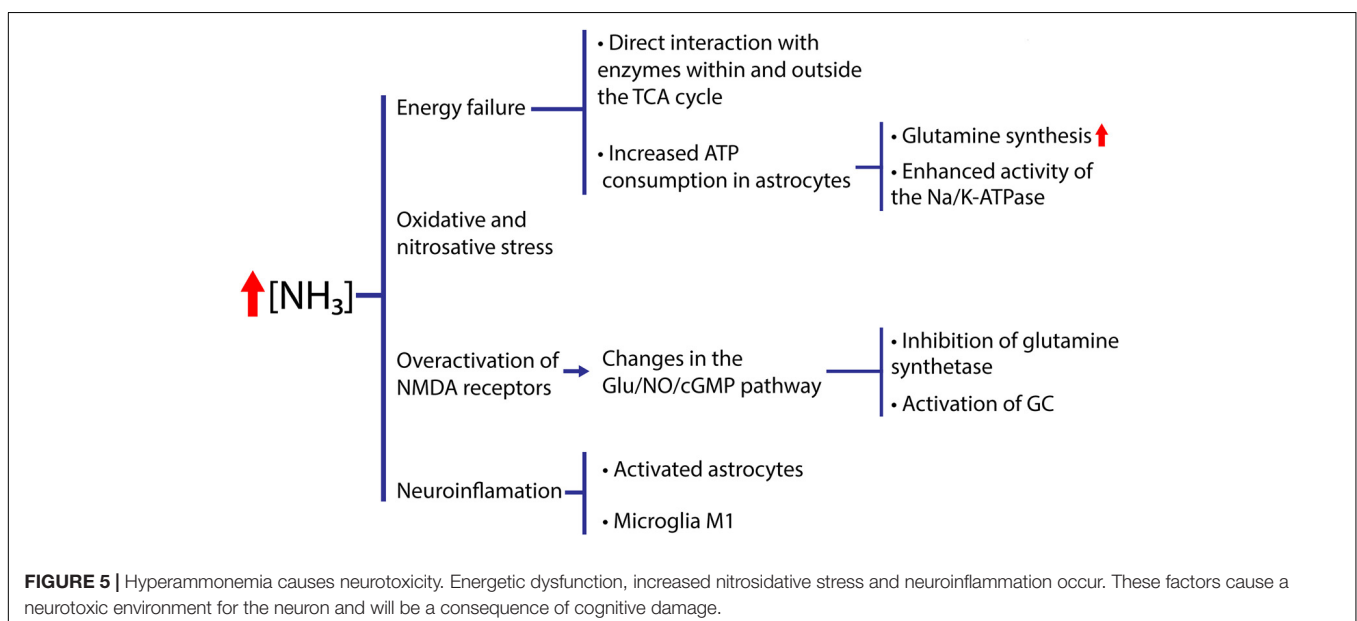 • Direct interaction with
enzymes within and outside
the TCA cycle
Energy failure
• Increased ATP
consumption in astrocytes
• Glutamine synthesis
• Enhanced activity of
the Na/K-ATPase
Oxidative and
nitrosative stress
[NH₃]
Overactivation of
NMDA receptors
Changes in the
Glu/NO/cGMP pathway
• Inhibition of glutamine
synthetase
• Activation of GC
Neuroinflamation
• Activated astrocytes
• Microglia M1
FIGURE 5 | Hyperammonemia causes neurotoxicity. Energetic dysfunction, increased nitrosidative stress and neuroinflammation occur. These factors cause a
neurotoxic environment for the neuron and will be a consequence of cognitive damage.